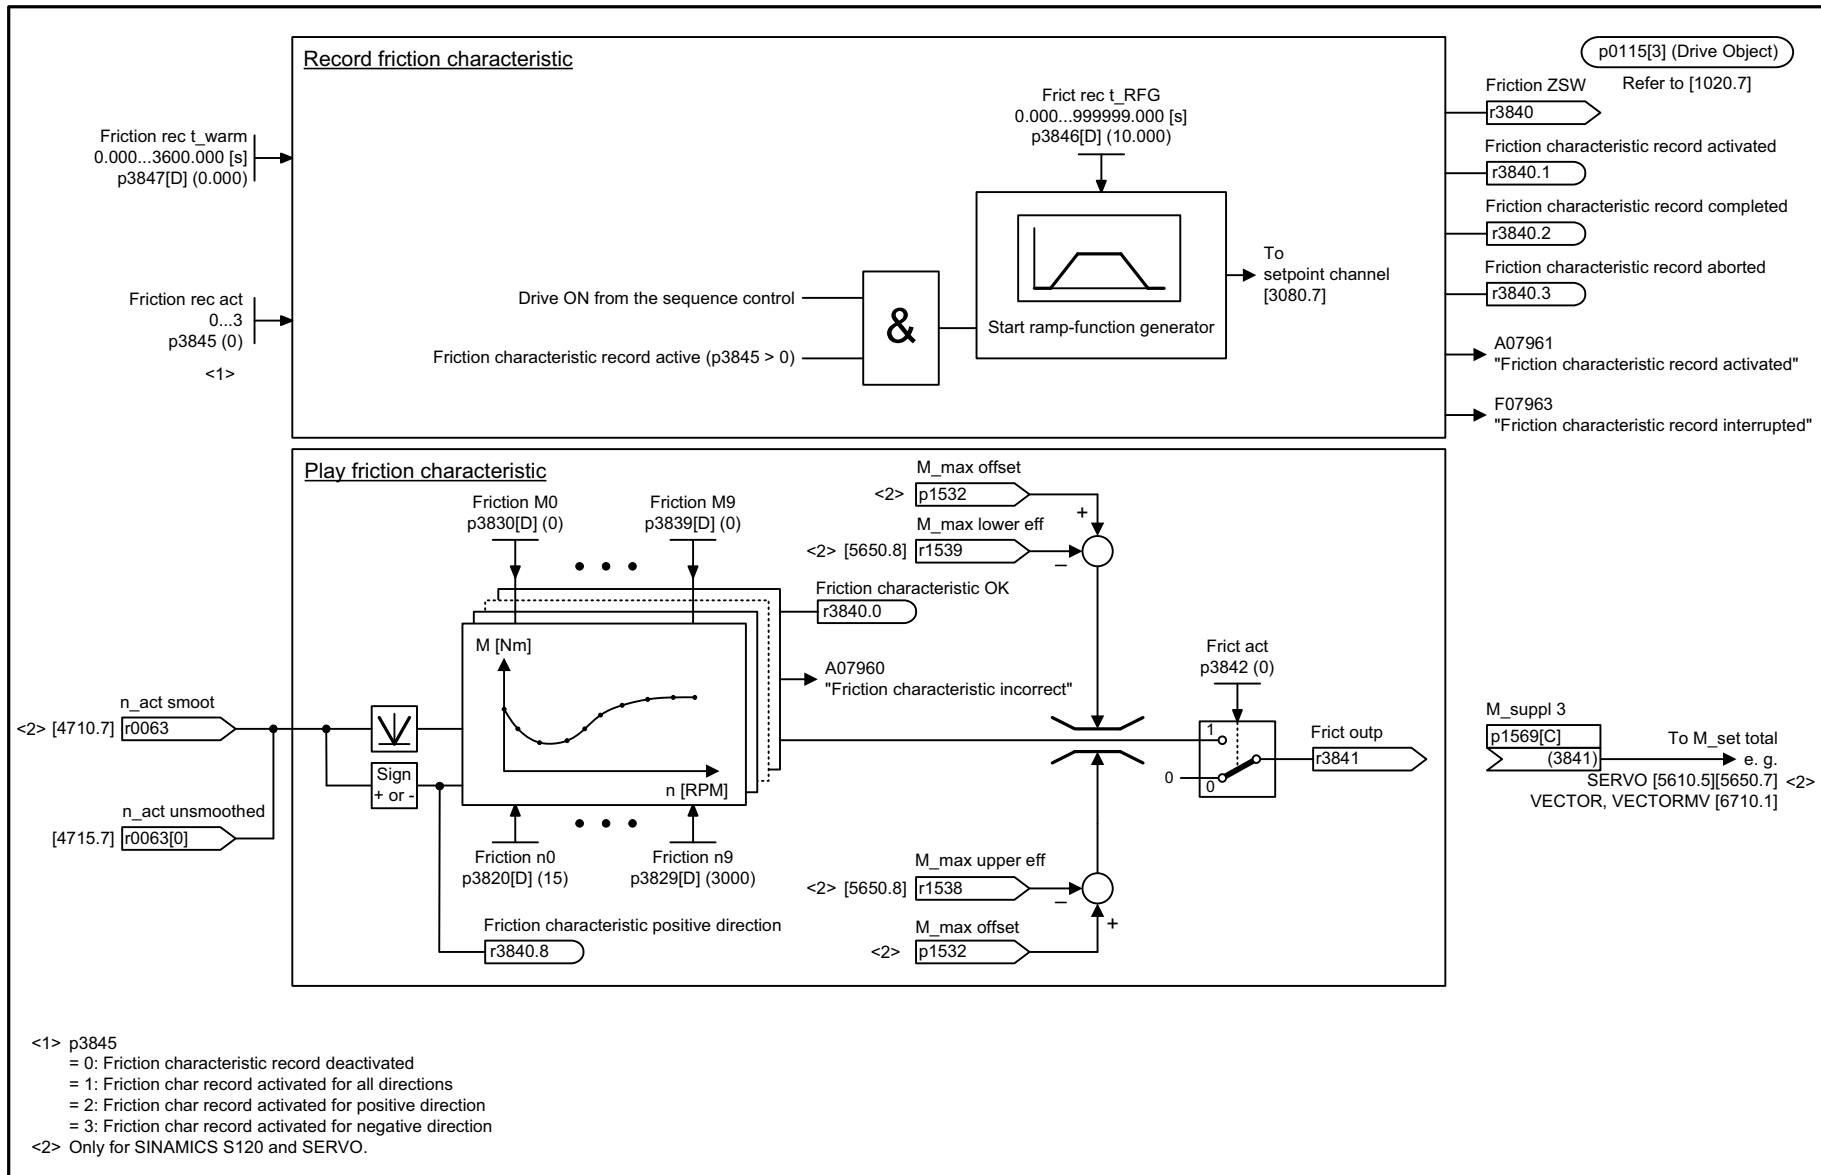 Record friction characteristic
p0115[3] (Drive Object)
Refer to [1020.7]
Friction rec t_warm
0.000...3600.000 [s]
p3847[D] (0.000)
Friction rec act
0...3
p3845 (0)
<1>
Frict rec t_RFG
0.000...999999.000 [s]
p3846[D] (10.000)
Drive ON from the sequence control
Friction characteristic record active (p3845 > 0)
&
Start ramp-function generator
To
setpoint channel
[3080.7]
Friction ZSW
r3840
Friction characteristic record activated
r3840.1
Friction characteristic record completed
r3840.2
Friction characteristic record aborted
r3840.3
A07961
"Friction characteristic record activated"
F07963
"Friction characteristic record interrupted"
Play friction characteristic
Friction M0
p3830[D] (0)
Friction M9
p3839[D] (0)
M_max offset
<2> p1532
+
M_max lower eff
<2> [5650.8] r1539
–
Friction characteristic OK
r3840.0
M [Nm]
n [RPM]
A07960
"Friction characteristic incorrect"
n_act smoot
<2> [4710.7] r0063
Sign
+ or -
n_act unsmoothed
[4715.7] r0063[0]
Friction n0
p3820[D] (15)
Friction n9
p3829[D] (3000)
Friction characteristic positive direction
r3840.8
M_max upper eff
<2> [5650.8] r1538
–
M_max offset
<2> p1532
+
Frict act
p3842 (0)
1
0
0
Frict outp
r3841
M_suppl 3
p1569[C]
(3841)
To M_set total
e. g.
SERVO [5610.5][5650.7] <2>
VECTOR, VECTORMV [6710.1]
<1> p3845
= 0: Friction characteristic record deactivated
= 1: Friction char record activated for all directions
= 2: Friction char record activated for positive direction
= 3: Friction char record activated for negative direction
<2> Only for SINAMICS S120 and SERVO.